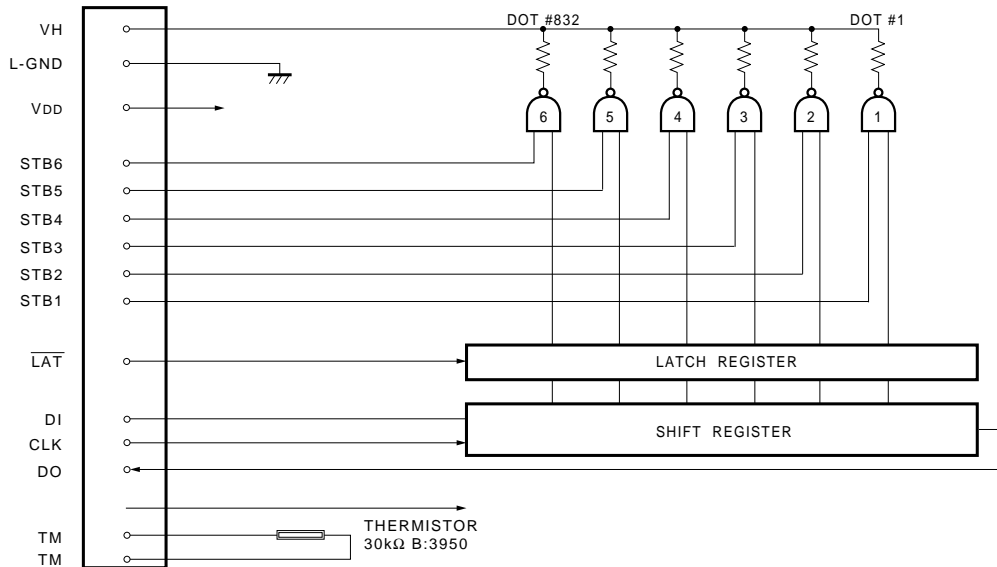 DOT #832 DOT #1
VH
L-GND
VDD
6 5 4 3 2 1
STB6
STB5
STB4
STB3
STB2
STB1
LAT
LATCH REGISTER
DI
CLK
DO
SHIFT REGISTER
THERMISTOR
30kΩ B:3950
TM
TM